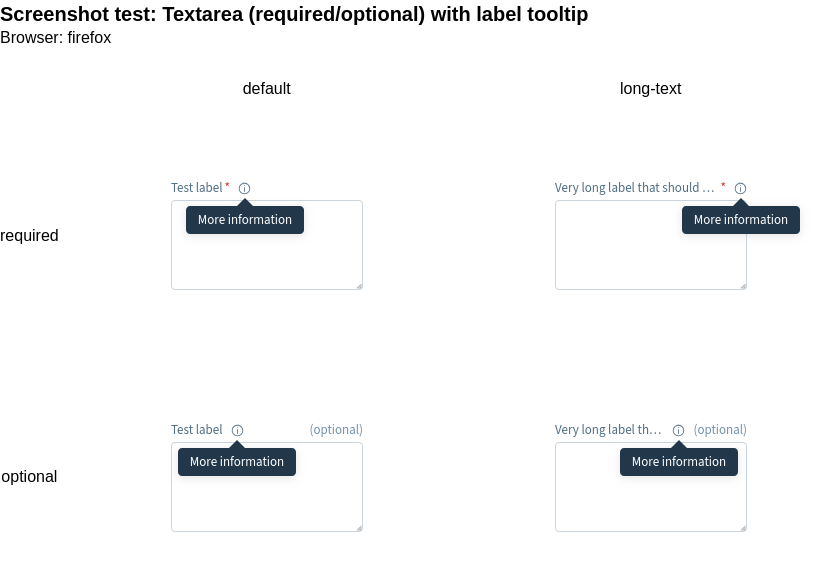 Screenshot test: Textarea (required/optional) with label tooltip
Browser: firefox
default long-text
Test label * Very long label that should … *
More information More information
required
Test label (optional) Very long label th… (optional)
More information More information
optional